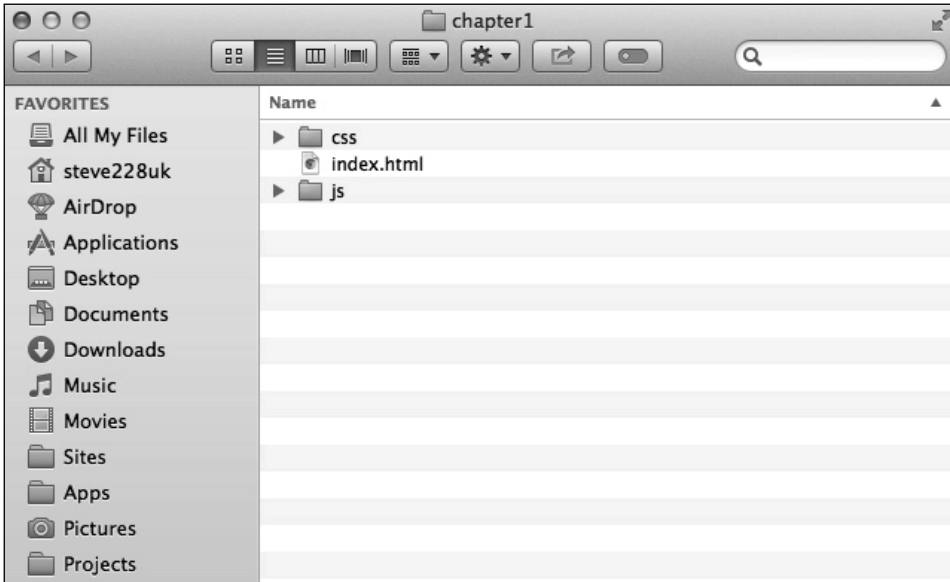 chapter1
FAVORITES
All My Files
steve228uk
AirDrop
Applications
Desktop
Documents
Downloads
Music
Movies
Sites
Apps
Pictures
Projects
Name
css
index.html
js